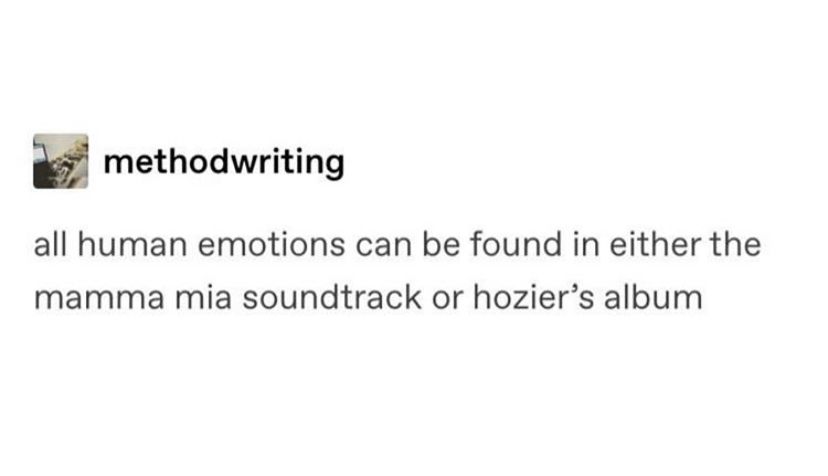 methodwriting
all human emotions can be found in either the
mamma mia soundtrack or hozier’s album